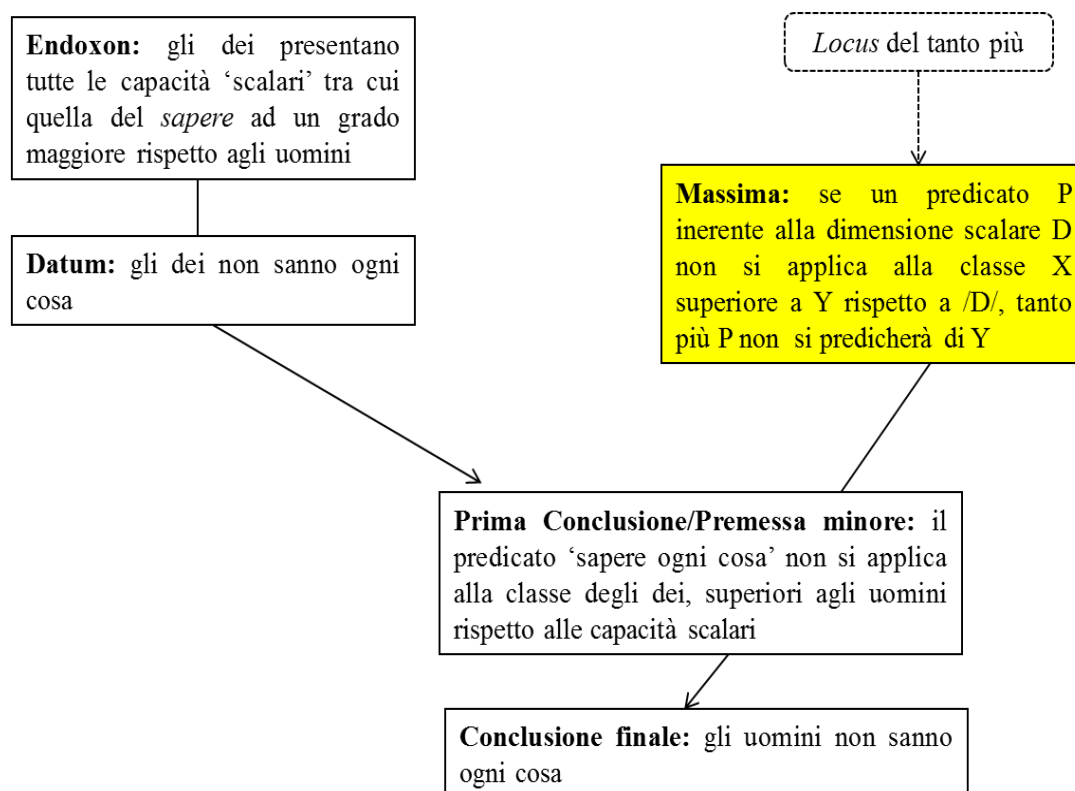 Endoxon: gli dei presentano
tutte le capacità ‘scalari’ tra cui
quella del sapere ad un grado
maggiore rispetto agli uomini
Locus del tanto più
Datum: gli dei non sanno ogni
cosa
Massima: se un predicato P
inerente alla dimensione scalare D
non si applica alla classe X
superiore a Y rispetto a /D/, tanto
più P non si predicherà di Y
Prima Conclusione/Premessa minore: il
predicato ‘sapere ogni cosa’ non si applica
alla classe degli dei, superiori agli uomini
rispetto alle capacità scalari
Conclusione finale: gli uomini non sanno
ogni cosa